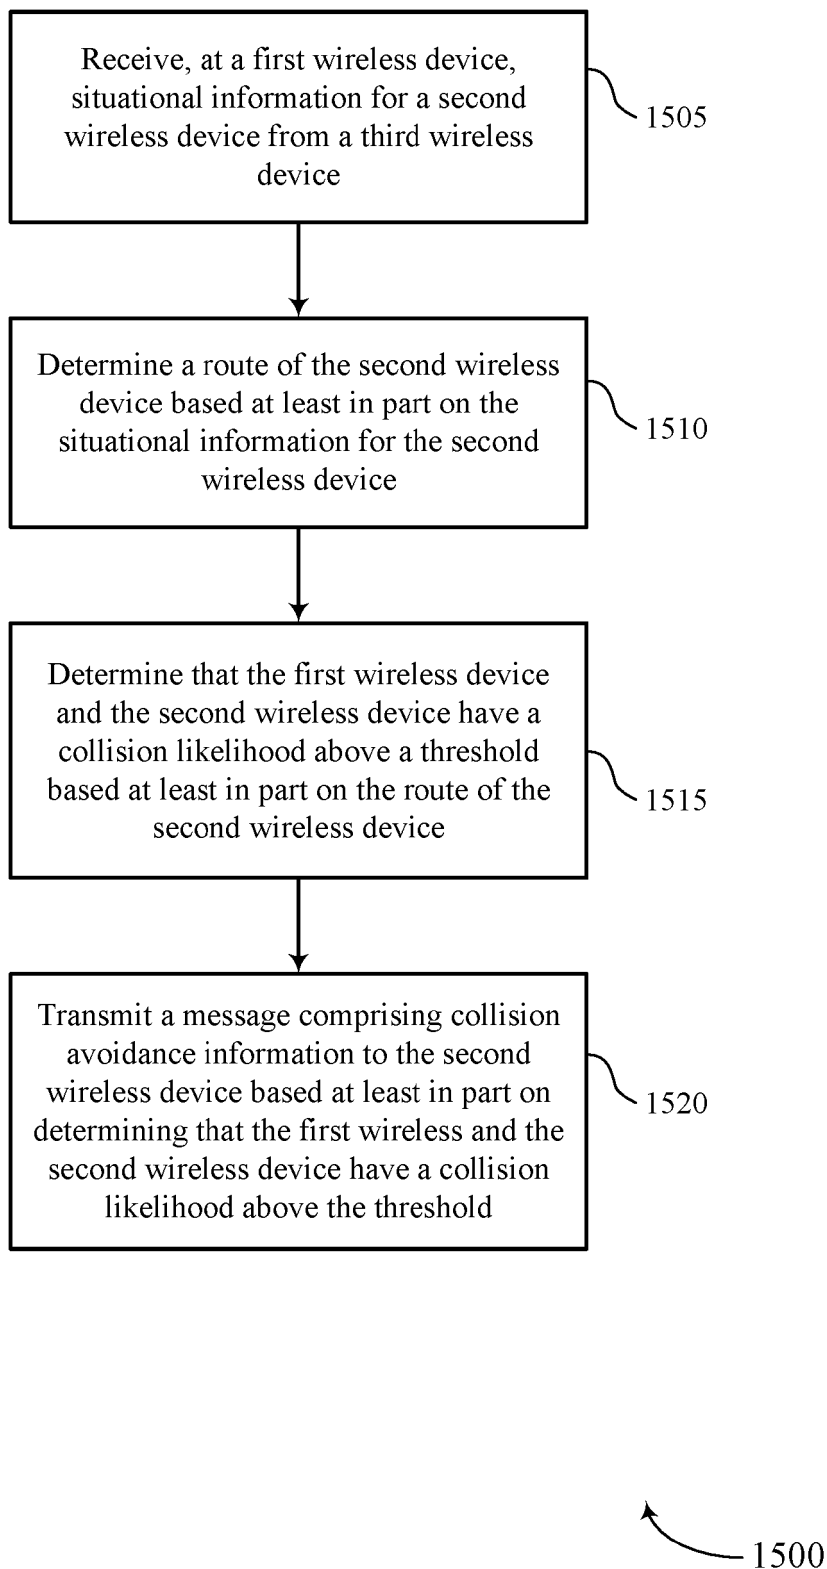 Receive, at a first wireless device,
situational information for a second
wireless device from a third wireless
device
1505
Determine a route of the second wireless
device based at least in part on the
situational information for the second
wireless device
1510
Determine that the first wireless device
and the second wireless device have a
collision likelihood above a threshold
based at least in part on the route of the
second wireless device
1515
Transmit a message comprising collision
avoidance information to the second
wireless device based at least in part on
determining that the first wireless and the
second wireless device have a collision
likelihood above the threshold
1520
1500